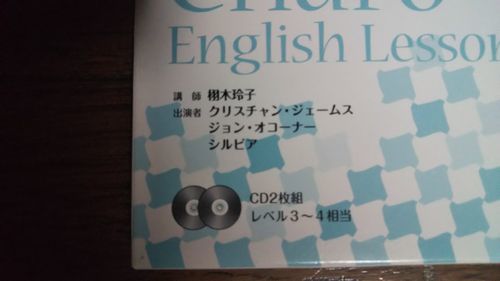 English Lesson
講師 栩木玲子
出演者 クリスチャン・ジェームス
ジョン・オコーナー
シルビア
CD2枚組
レベル3～4相当